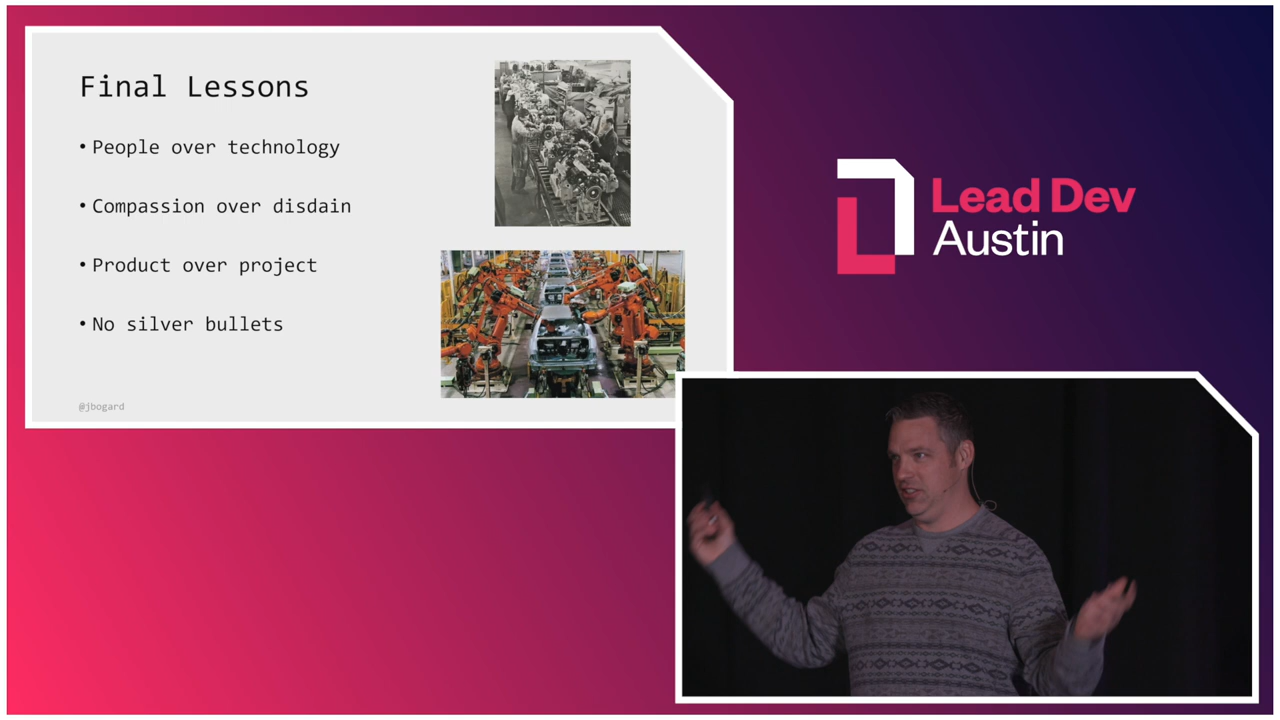 Final Lessons
• People over technology
• Compassion over disdain
• Product over project
• No silver bullets
@jbogard
Lead Dev
Austin